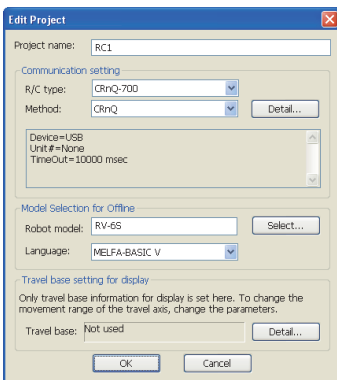 Edit Project
Project name: RC1
Communication setting
R/C type: CRnQ-700
Method: CRnQ Detail...
Device=USB
Unit#=None
TimeOut=10000 msec
Model Selection for Offline
Robot model: RV-6S Select...
Language: MELFA-BASIC V
Travel base setting for display
Only travel base information for display is set here. To change the
movement range of the travel axis, change the parameters.
Travel base: Not used Detail...
OK Cancel